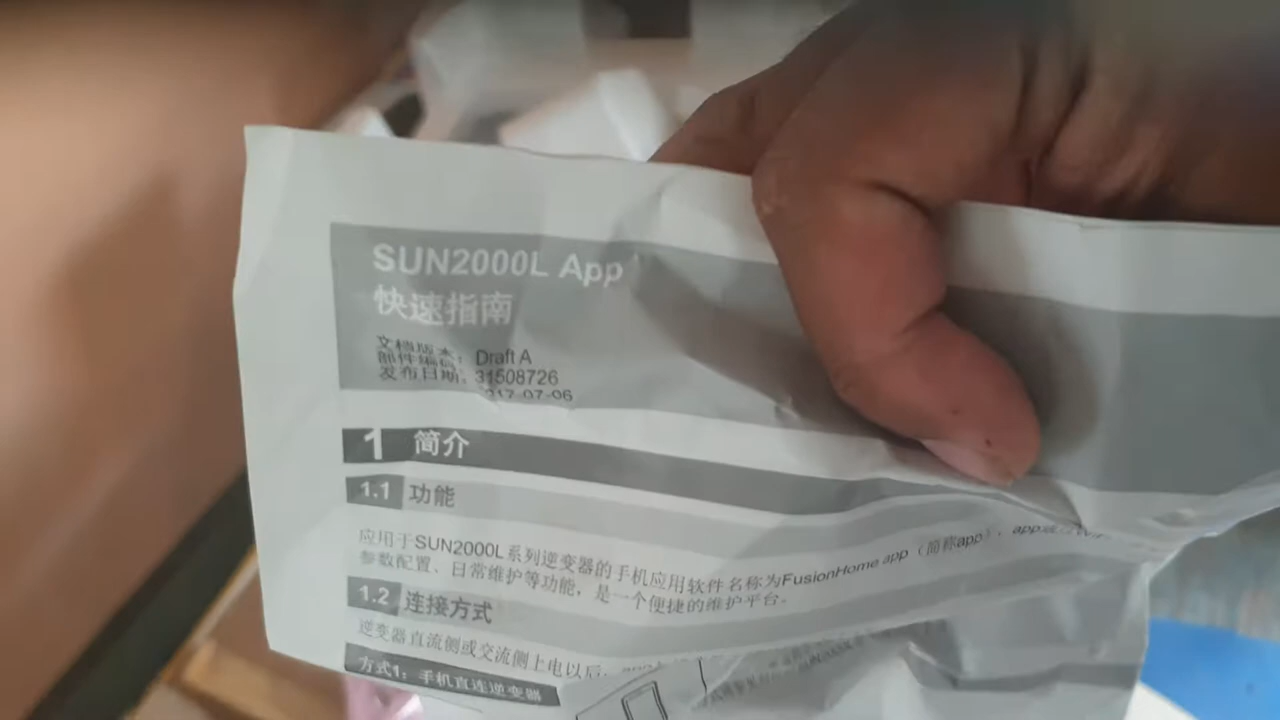 SUN2000L App
快速指南
文档版本：Draft A
部件编码：31508726
发布日期：2017-07-06
1 简介
1.1 功能
应用于SUN2000L系列逆变器的手机应用软件名称为FusionHome app（简称app），app
参数配置、日常维护等功能，是一个便捷的维护平台。
1.2 连接方式
逆变器直流侧或交流侧上电以后，
方式1：手机直连逆变器